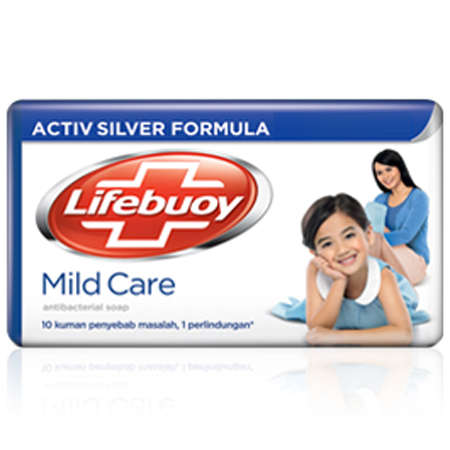 ACTIV SILVER FORMULA
Lifebuoy
Mild Care
antibacterial soap
10 kuman penyebab masalah, 1 perlindungan*